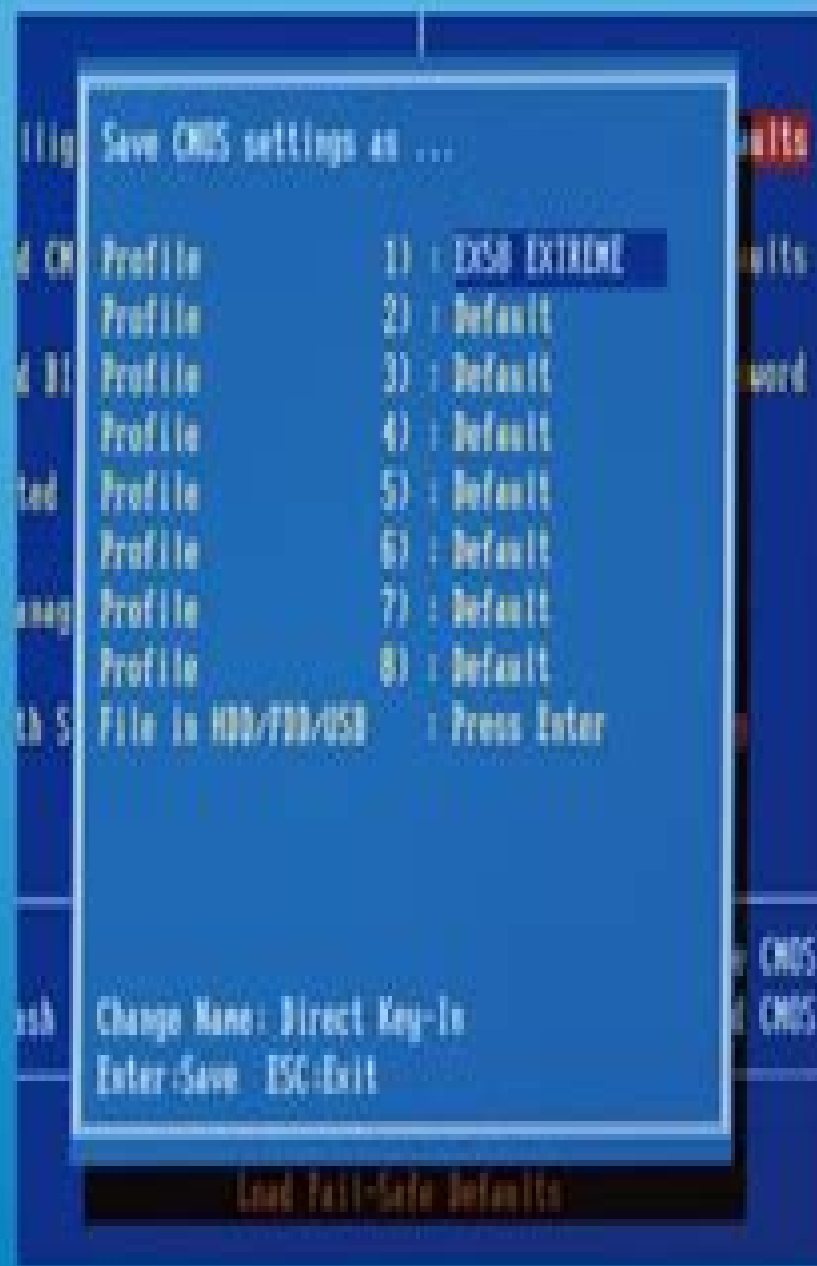 Save CMOS settings as ...
Profile 1) : EX58 EXTREME
Profile 2) : Default
Profile 3) : Default
Profile 4) : Default
Profile 5) : Default
Profile 6) : Default
Profile 7) : Default
Profile 8) : Default
File in HDD/FDD/USB : Press Enter
CMOS
CMOS
Change Name: Direct Key-In
Enter:Save ESC:Exit
Load Fail-Safe Defaults